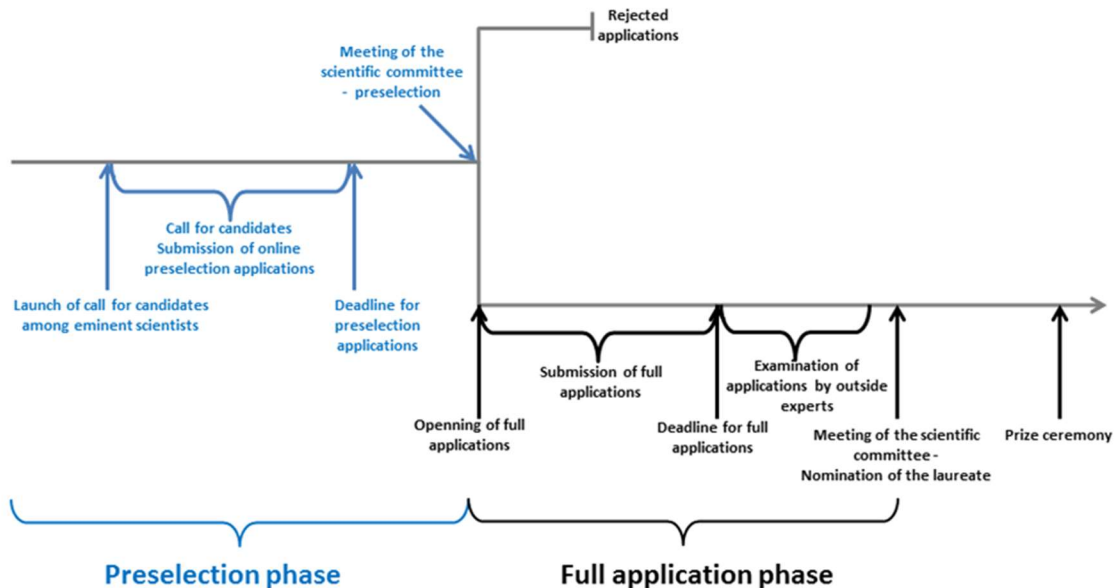 Rejected
applications
Meeting of the
scientific committee
- preselection
Call for candidates
Submission of online
preselection applications
Launch of call for candidates
among eminent scientists
Deadline for
preselection
applications
Submission of full
applications
Examination of
applications by outside
experts
Openning of full
applications
Deadline for full
applications
Meeting of the scientific
committee -
Nomination of the laureate
Prize ceremony
Preselection phase
Full application phase